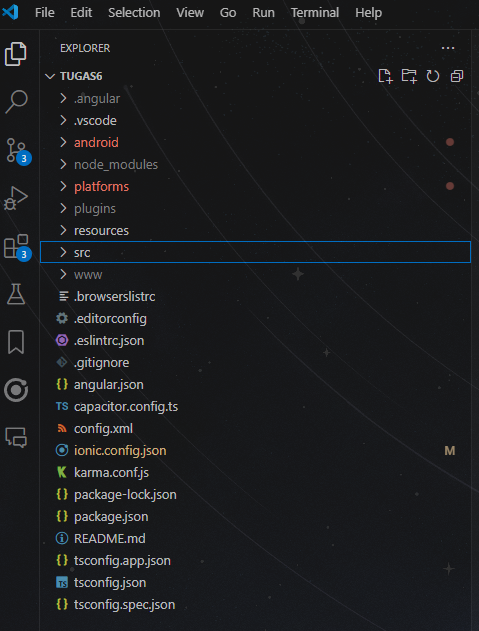 File Edit Selection View Go Run Terminal Help
EXPLORER
TUGAS6
.angular
.vscode
android
node_modules
platforms
plugins
resources
src
www
.browserslistrc
.editorconfig
.eslintrc.json
.gitignore
{} angular.json
TS capacitor.config.ts
config.xml
ionic.config.json M
karma.conf.js
{} package-lock.json
{} package.json
README.md
{} tsconfig.app.json
TS tsconfig.json
{} tsconfig.spec.json
3
3